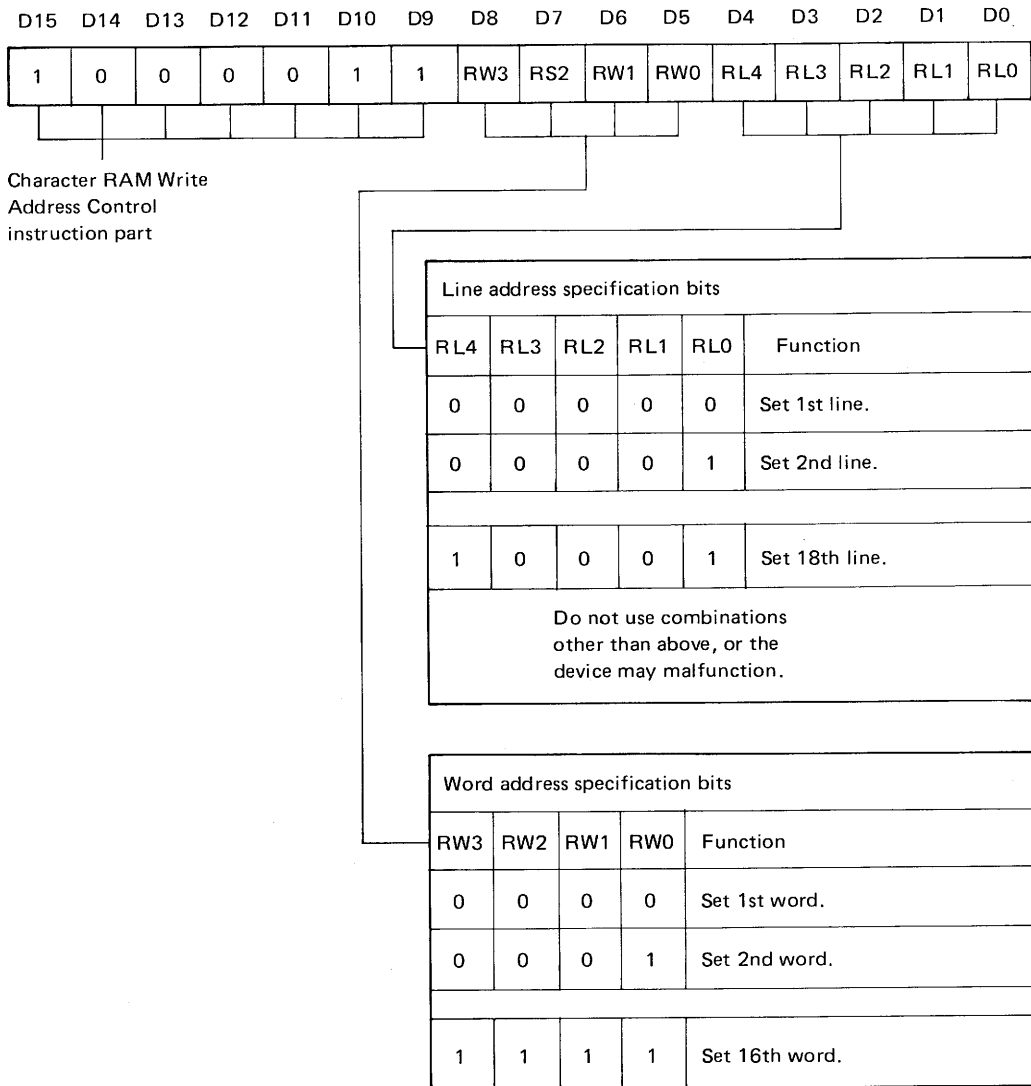 D15 D14 D13 D12 D11 D10 D9 D8 D7 D6 D5 D4 D3 D2 D1 D0
1 0 0 0 0 1 1 RW3 RS2 RW1 RW0 RL4 RL3 RL2 RL1 RL0
Character RAM Write
Address Control
instruction part
Line address specification bits
RL4 RL3 RL2 RL1 RL0 Function
0 0 0 0 0 Set 1st line.
0 0 0 0 1 Set 2nd line.
1 0 0 0 1 Set 18th line.
Do not use combinations
other than above, or the
device may malfunction.
Word address specification bits
RW3 RW2 RW1 RW0 Function
0 0 0 0 Set 1st word.
0 0 0 1 Set 2nd word.
1 1 1 1 Set 16th word.